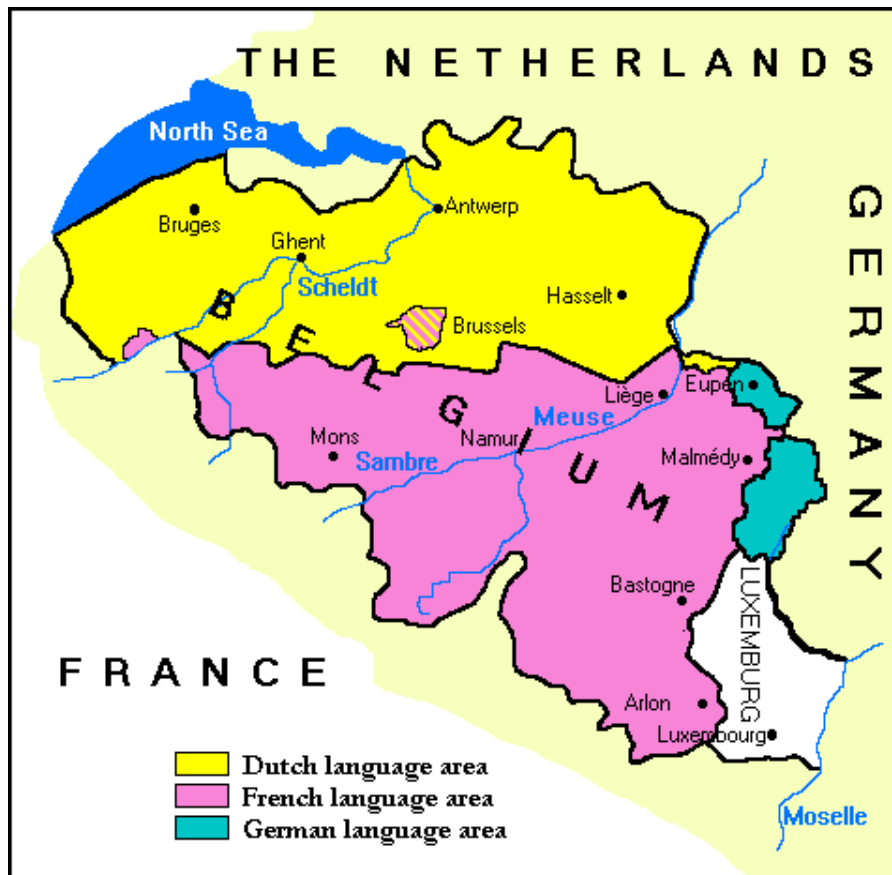 THE NETHERLANDS
North Sea
GERMANY
Bruges
Antwerp
Ghent
Scheldt
Hasselt
Brussels
BELGIUM
Liège
Eupen
Meuse
Mons
Namur
Sambre
Malmédy
Bastogne
LUXEMBURG
FRANCE
Arlon
Luxembourg
Dutch language area
French language area
German language area
Moselle